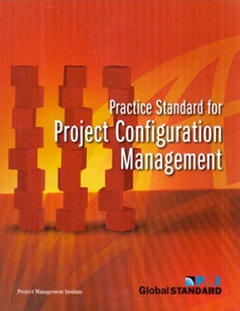 Practice Standard for
Project Configuration
Management
Project Management Institute
Global STANDARD